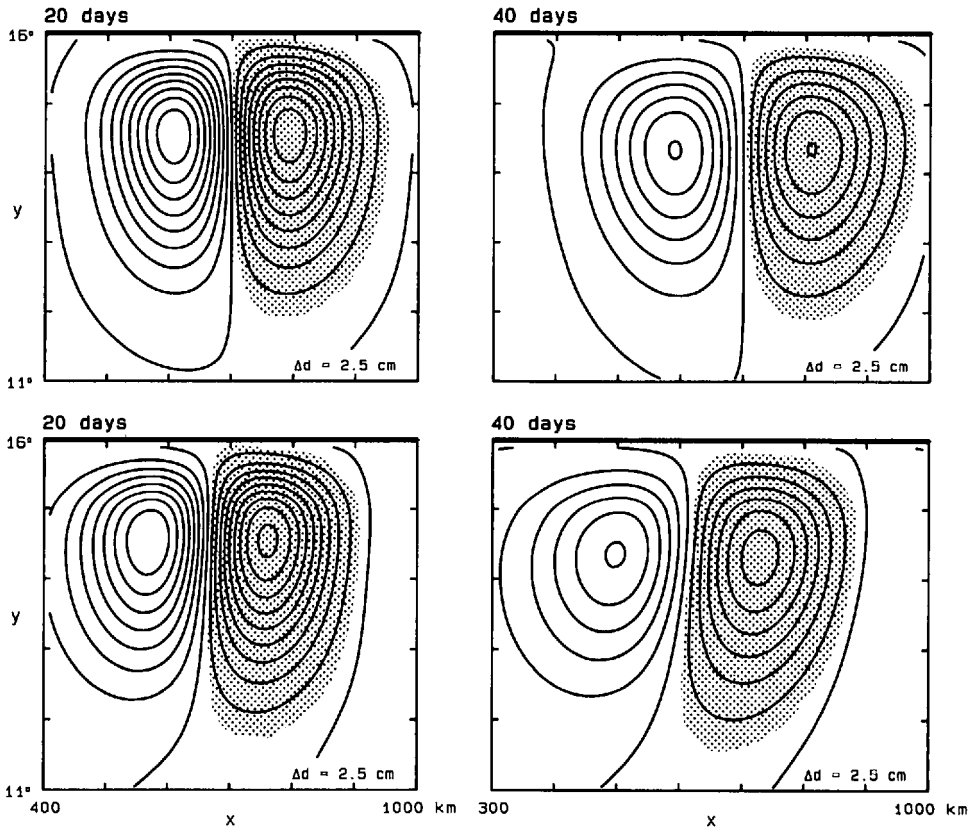 20 days
40 days
16°
y
11°
Δd = 2.5 cm
Δd = 2.5 cm
20 days
40 days
16°
y
11°
Δd = 2.5 cm
Δd = 2.5 cm
400
1000 km
300
1000 km
x
x